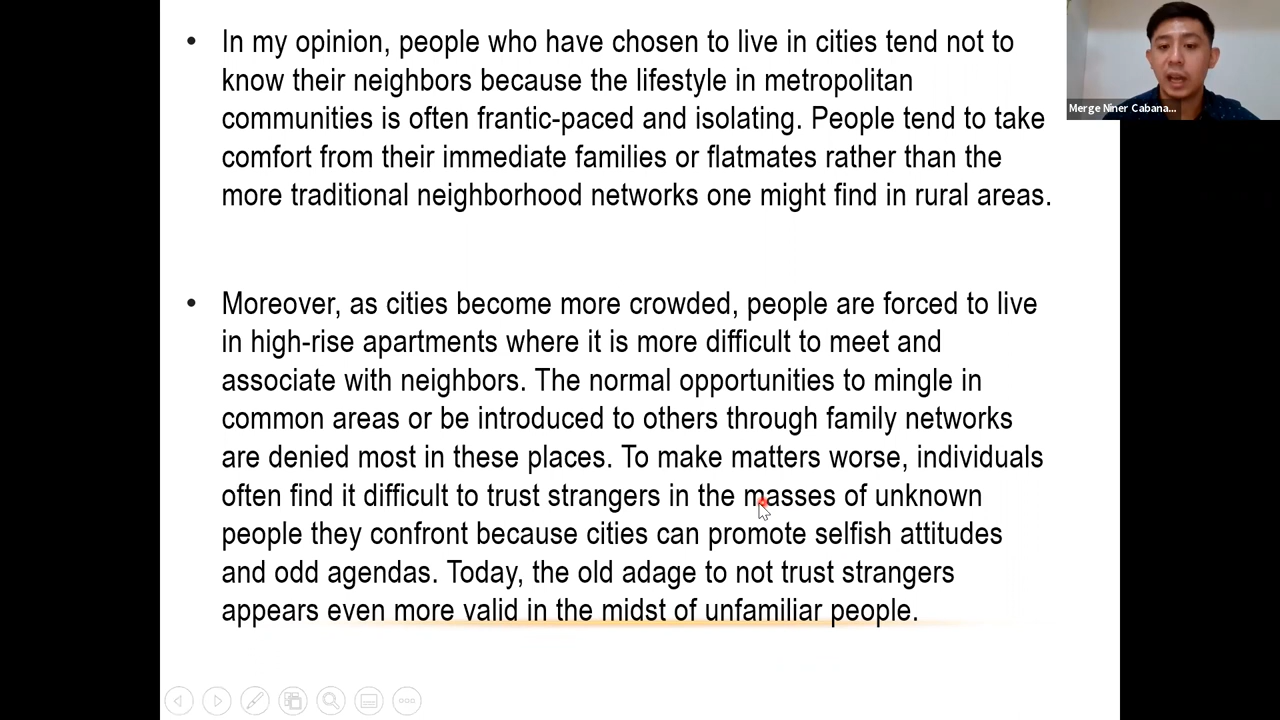 • In my opinion, people who have chosen to live in cities tend not to
know their neighbors because the lifestyle in metropolitan
communities is often frantic-paced and isolating. People tend to take
comfort from their immediate families or flatmates rather than the
more traditional neighborhood networks one might find in rural areas.
Merge Niner Cabana...
• Moreover, as cities become more crowded, people are forced to live
in high-rise apartments where it is more difficult to meet and
associate with neighbors. The normal opportunities to mingle in
common areas or be introduced to others through family networks
are denied most in these places. To make matters worse, individuals
often find it difficult to trust strangers in the masses of unknown
people they confront because cities can promote selfish attitudes
and odd agendas. Today, the old adage to not trust strangers
appears even more valid in the midst of unfamiliar people.